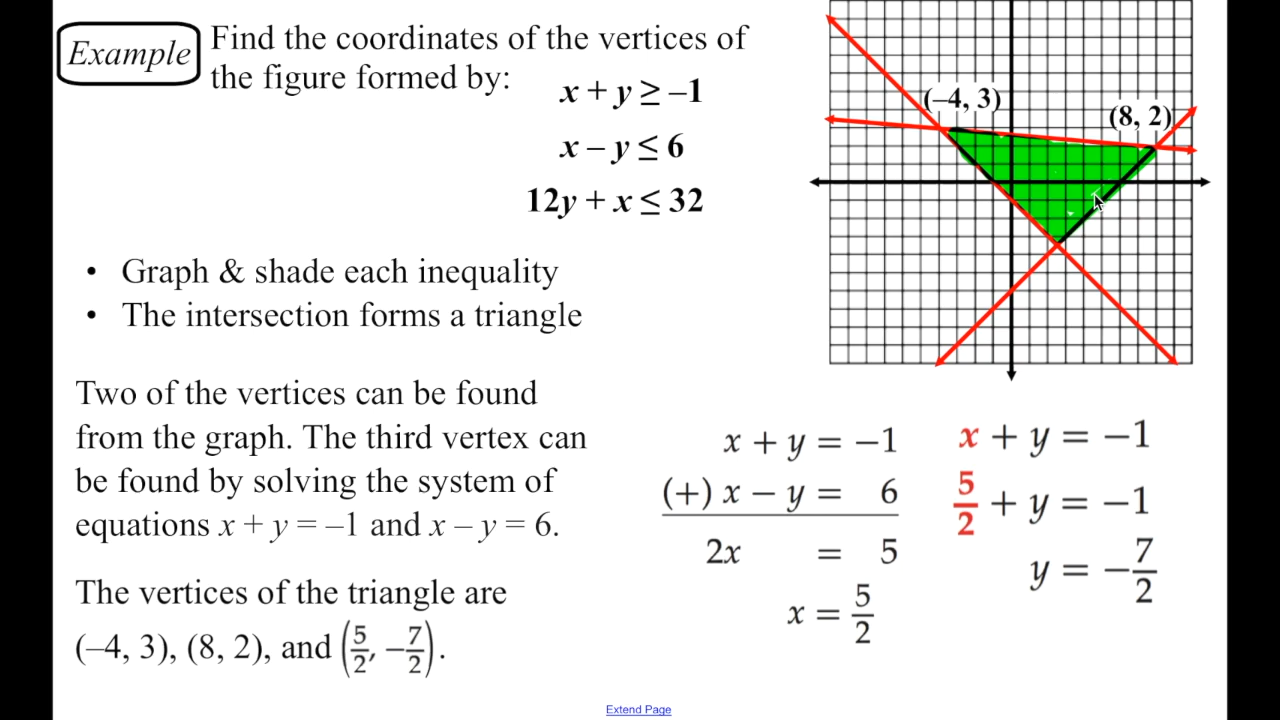 Example
Find the coordinates of the vertices of
the figure formed by:
x + y ≥ –1
x – y ≤ 6
12y + x ≤ 32
• Graph & shade each inequality
• The intersection forms a triangle
Two of the vertices can be found
from the graph. The third vertex can
be found by solving the system of
equations x + y = –1 and x – y = 6.
The vertices of the triangle are
(–4, 3), (8, 2), and (5/2, –7/2).
(–4, 3)
(8, 2)
x + y = −1
(+) x − y = 6
2x = 5
x = 5/2
x + y = −1
5/2 + y = −1
y = −7/2
Extend Page